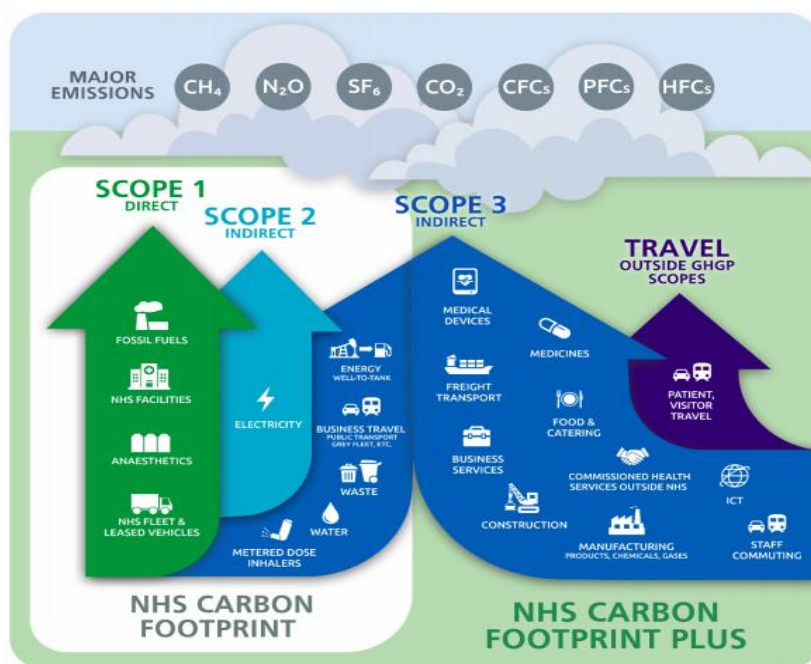 MAJOR
EMISSIONS
CH₄
N₂O
SF₆
CO₂
CFCs
PFCs
HFCs
SCOPE 1
DIRECT
SCOPE 2
INDIRECT
SCOPE 3
INDIRECT
TRAVEL
OUTSIDE GHGP
SCOPES
FOSSIL FUELS
NHS FACILITIES
ANAESTHETICS
NHS FLEET &
LEASED VEHICLES
ELECTRICITY
ENERGY
WELL-TO-TANK
BUSINESS TRAVEL
PUBLIC TRANSPORT
GREY FLEET, ETC.
WASTE
WATER
METERED DOSE
INHALERS
MEDICAL
DEVICES
MEDICINES
FREIGHT
TRANSPORT
FOOD &
CATERING
BUSINESS
SERVICES
COMMISSIONED HEALTH
SERVICES OUTSIDE NHS
CONSTRUCTION
MANUFACTURING
PRODUCTS, CHEMICALS, GASES
ICT
STAFF
COMMUTING
PATIENT,
VISITOR
TRAVEL
NHS CARBON
FOOTPRINT
NHS CARBON
FOOTPRINT PLUS